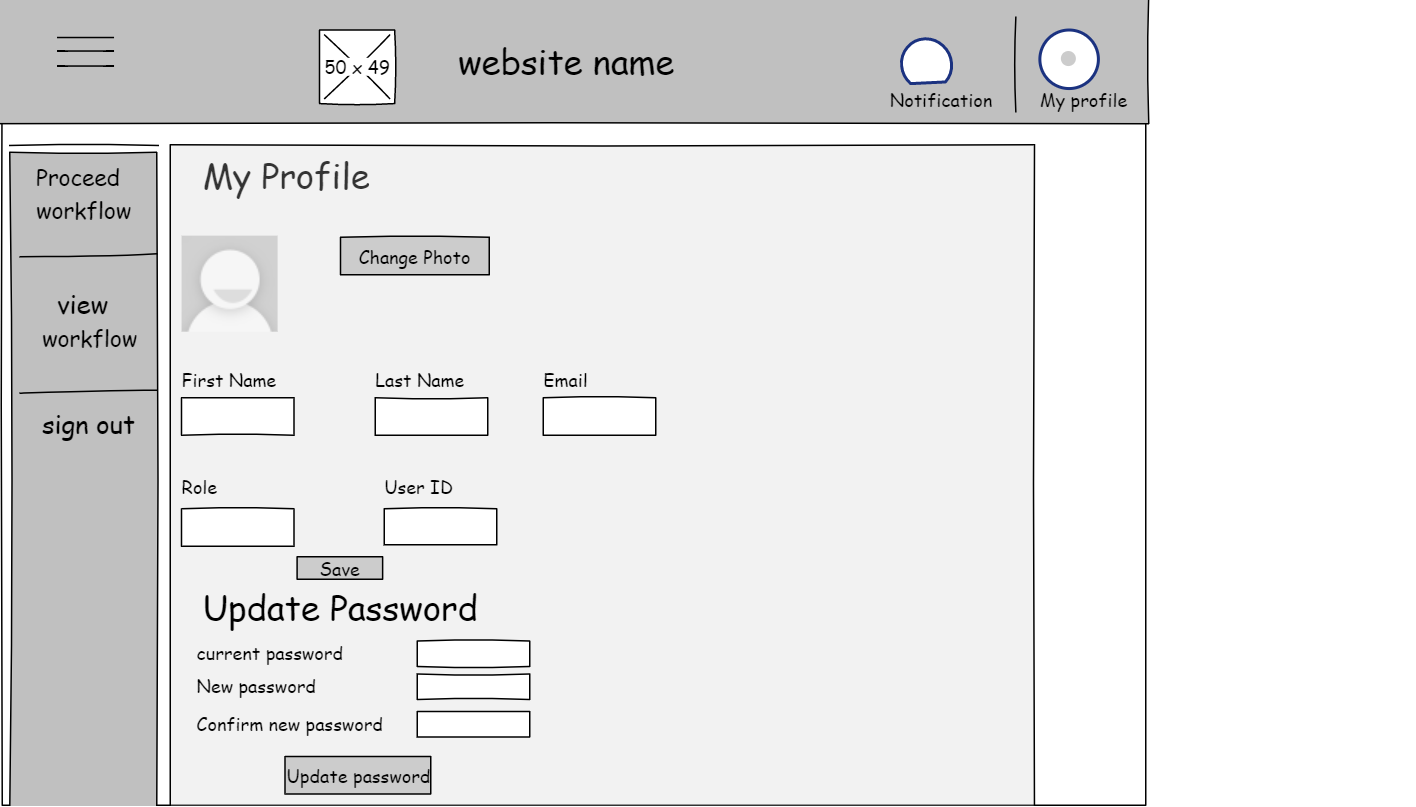 50 x 49
website name
Notification
My profile
Proceed
workflow
view
workflow
sign out
My Profile
Change Photo
First Name
Last Name
Email
Role
User ID
Save
Update Password
current password
New password
Confirm new password
Update password